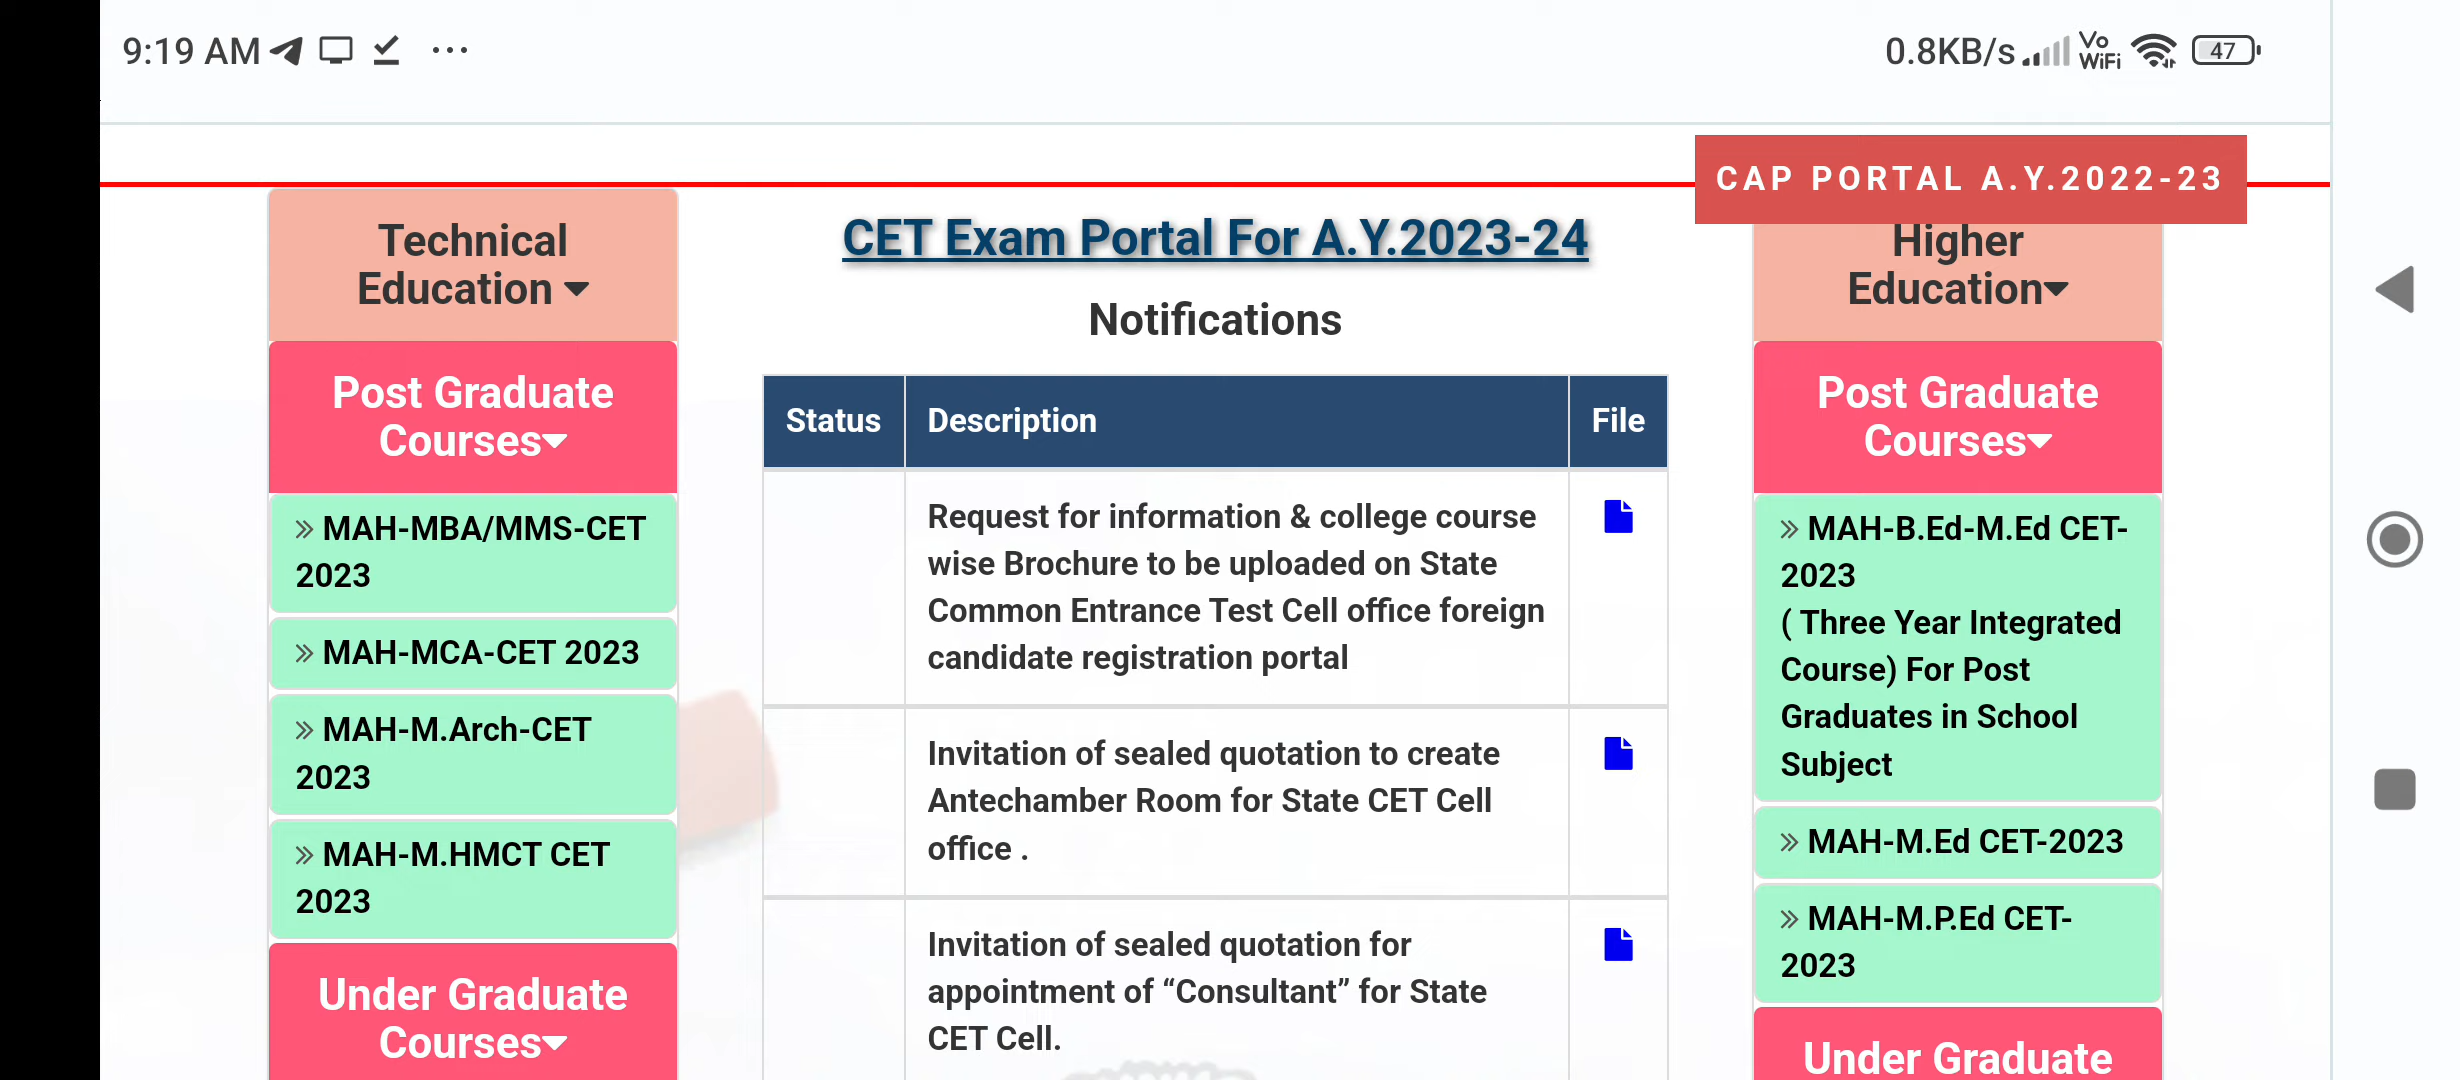 9:19 AM
0.8KB/s
Vo
WiFi
47
CAP PORTAL A.Y.2022-23
Technical
Education
Post Graduate
Courses
» MAH-MBA/MMS-CET
2023
» MAH-MCA-CET 2023
» MAH-M.Arch-CET
2023
» MAH-M.HMCT CET
2023
Under Graduate
Courses
CET Exam Portal For A.Y.2023-24
Notifications
Status Description File
Request for information & college course
wise Brochure to be uploaded on State
Common Entrance Test Cell office foreign
candidate registration portal
Invitation of sealed quotation to create
Antechamber Room for State CET Cell
office .
Invitation of sealed quotation for
appointment of “Consultant” for State
CET Cell.
Higher
Education
Post Graduate
Courses
» MAH-B.Ed-M.Ed CET-
2023
( Three Year Integrated
Course) For Post
Graduates in School
Subject
» MAH-M.Ed CET-2023
» MAH-M.P.Ed CET-
2023
Under Graduate